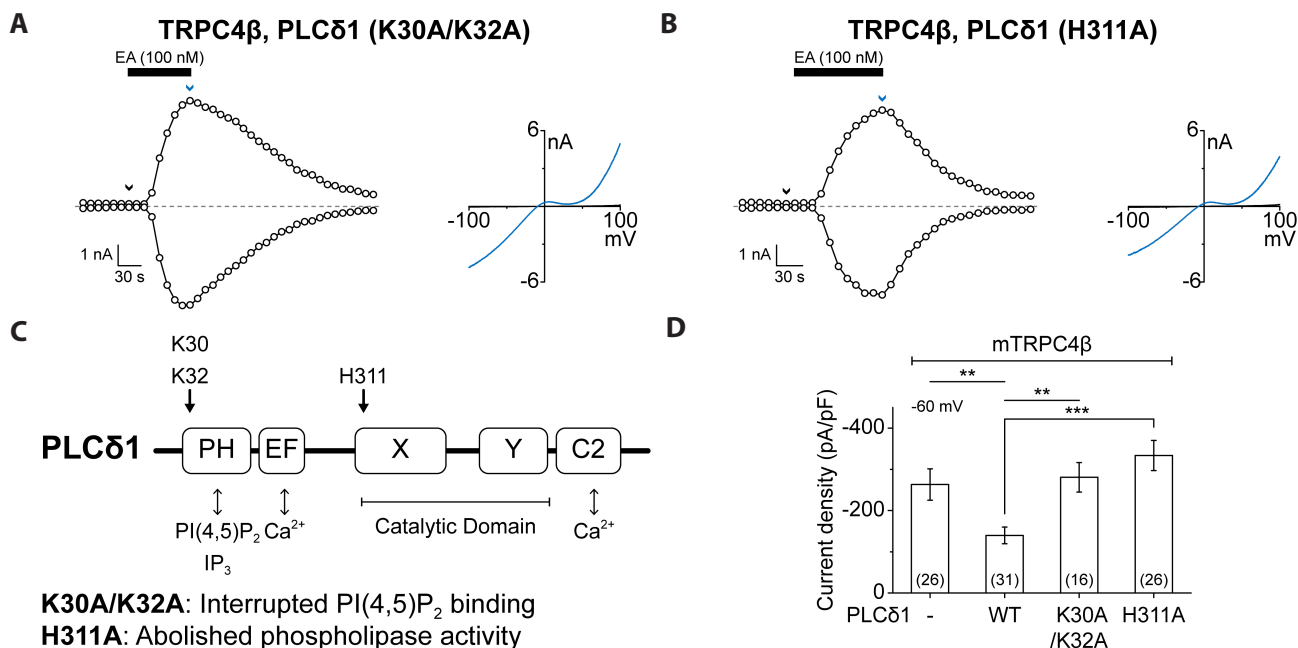 A
TRPC4β, PLCδ1 (K30A/K32A)
EA (100 nM)
1 nA
30 s
6
nA
-100
100
mV
-6
B
TRPC4β, PLCδ1 (H311A)
EA (100 nM)
1 nA
30 s
6
nA
-100
100
mV
-6
C
K30
K32
H311
PLCδ1
PH
EF
X
Y
C2
PI(4,5)P₂
Ca²⁺
Catalytic Domain
Ca²⁺
IP₃
K30A/K32A: Interrupted PI(4,5)P₂ binding
H311A: Abolished phospholipase activity
D
mTRPC4β
**
**
***
-60 mV
Current density (pA/pF)
-400
-200
0
(26)
(31)
(16)
(26)
PLCδ1
-
WT
K30A
/K32A
H311A